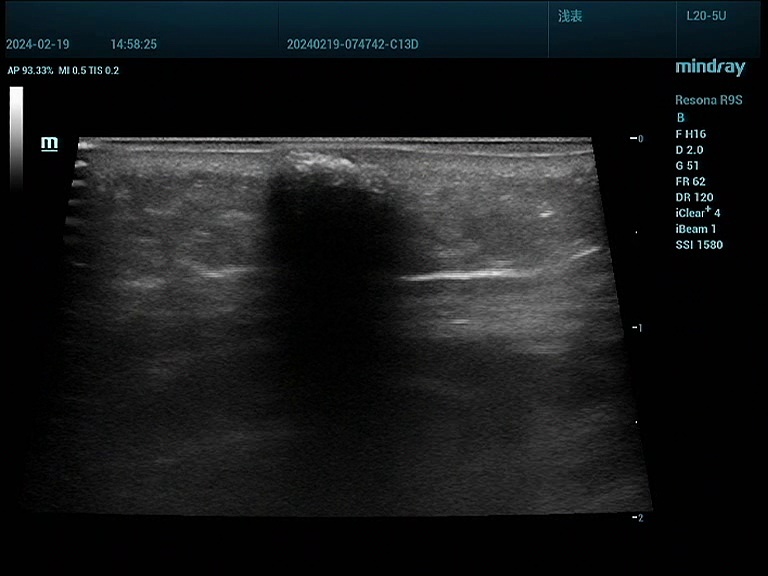 浅表 L20-5U
2024-02-19 14:58:25 20240219-074742-C13D
AP 93.33% MI 0.5 TIS 0.2
mindray
m
Resona R9S
B
F H16
D 2.0
G 51
FR 62
DR 120
iClear+ 4
iBeam 1
SSI 1580
0
1
2